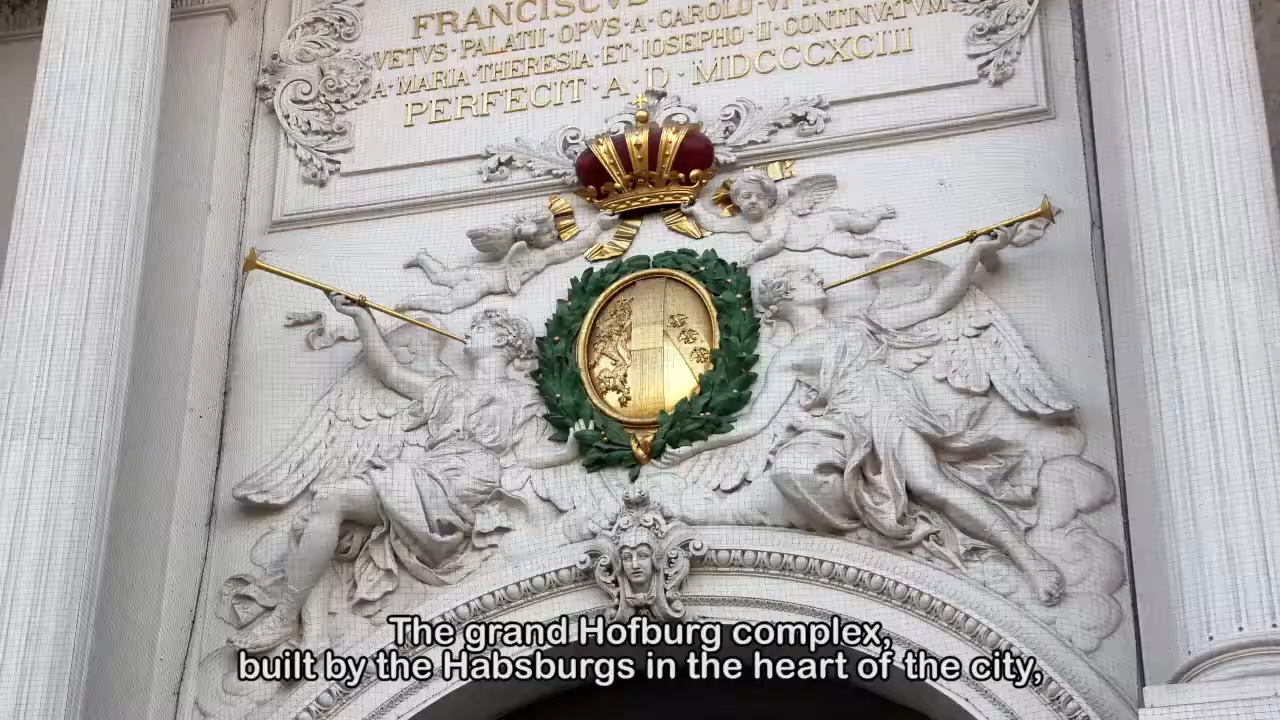 FRANCISCVS
VETVS·PALATII·OPVS·A·CAROLO·VI·
ET·IOSEPHO·II·CONTINVATVM·
A·MARIA·THERESIA·
PERFECIT·A·D·MDCCCXCIII
The grand Hofburg complex,
built by the Habsburgs in the heart of the city,